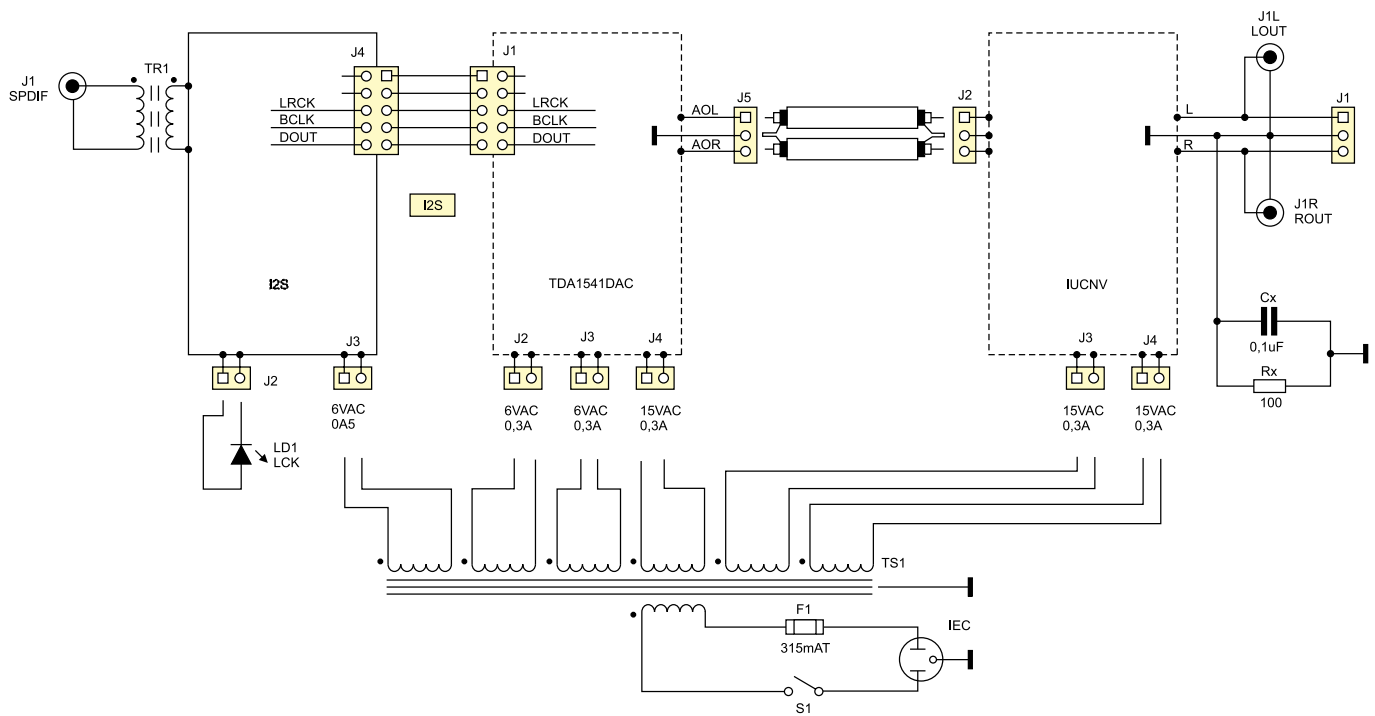 J1
SPDIF
TR1
J4
LRCK
BCLK
DOUT
I2S
J2
J3
6VAC
0A5
LD1
LCK
I2S
J1
LRCK
BCLK
DOUT
AOL
AOR
J5
TDA1541DAC
J2
J3
J4
6VAC
0,3A
6VAC
0,3A
15VAC
0,3A
J2
IUCNV
L
R
J1L
LOUT
J1
J1R
ROUT
Cx
0,1uF
Rx
100
J3
J4
15VAC
0,3A
15VAC
0,3A
TS1
F1
315mAT
IEC
S1